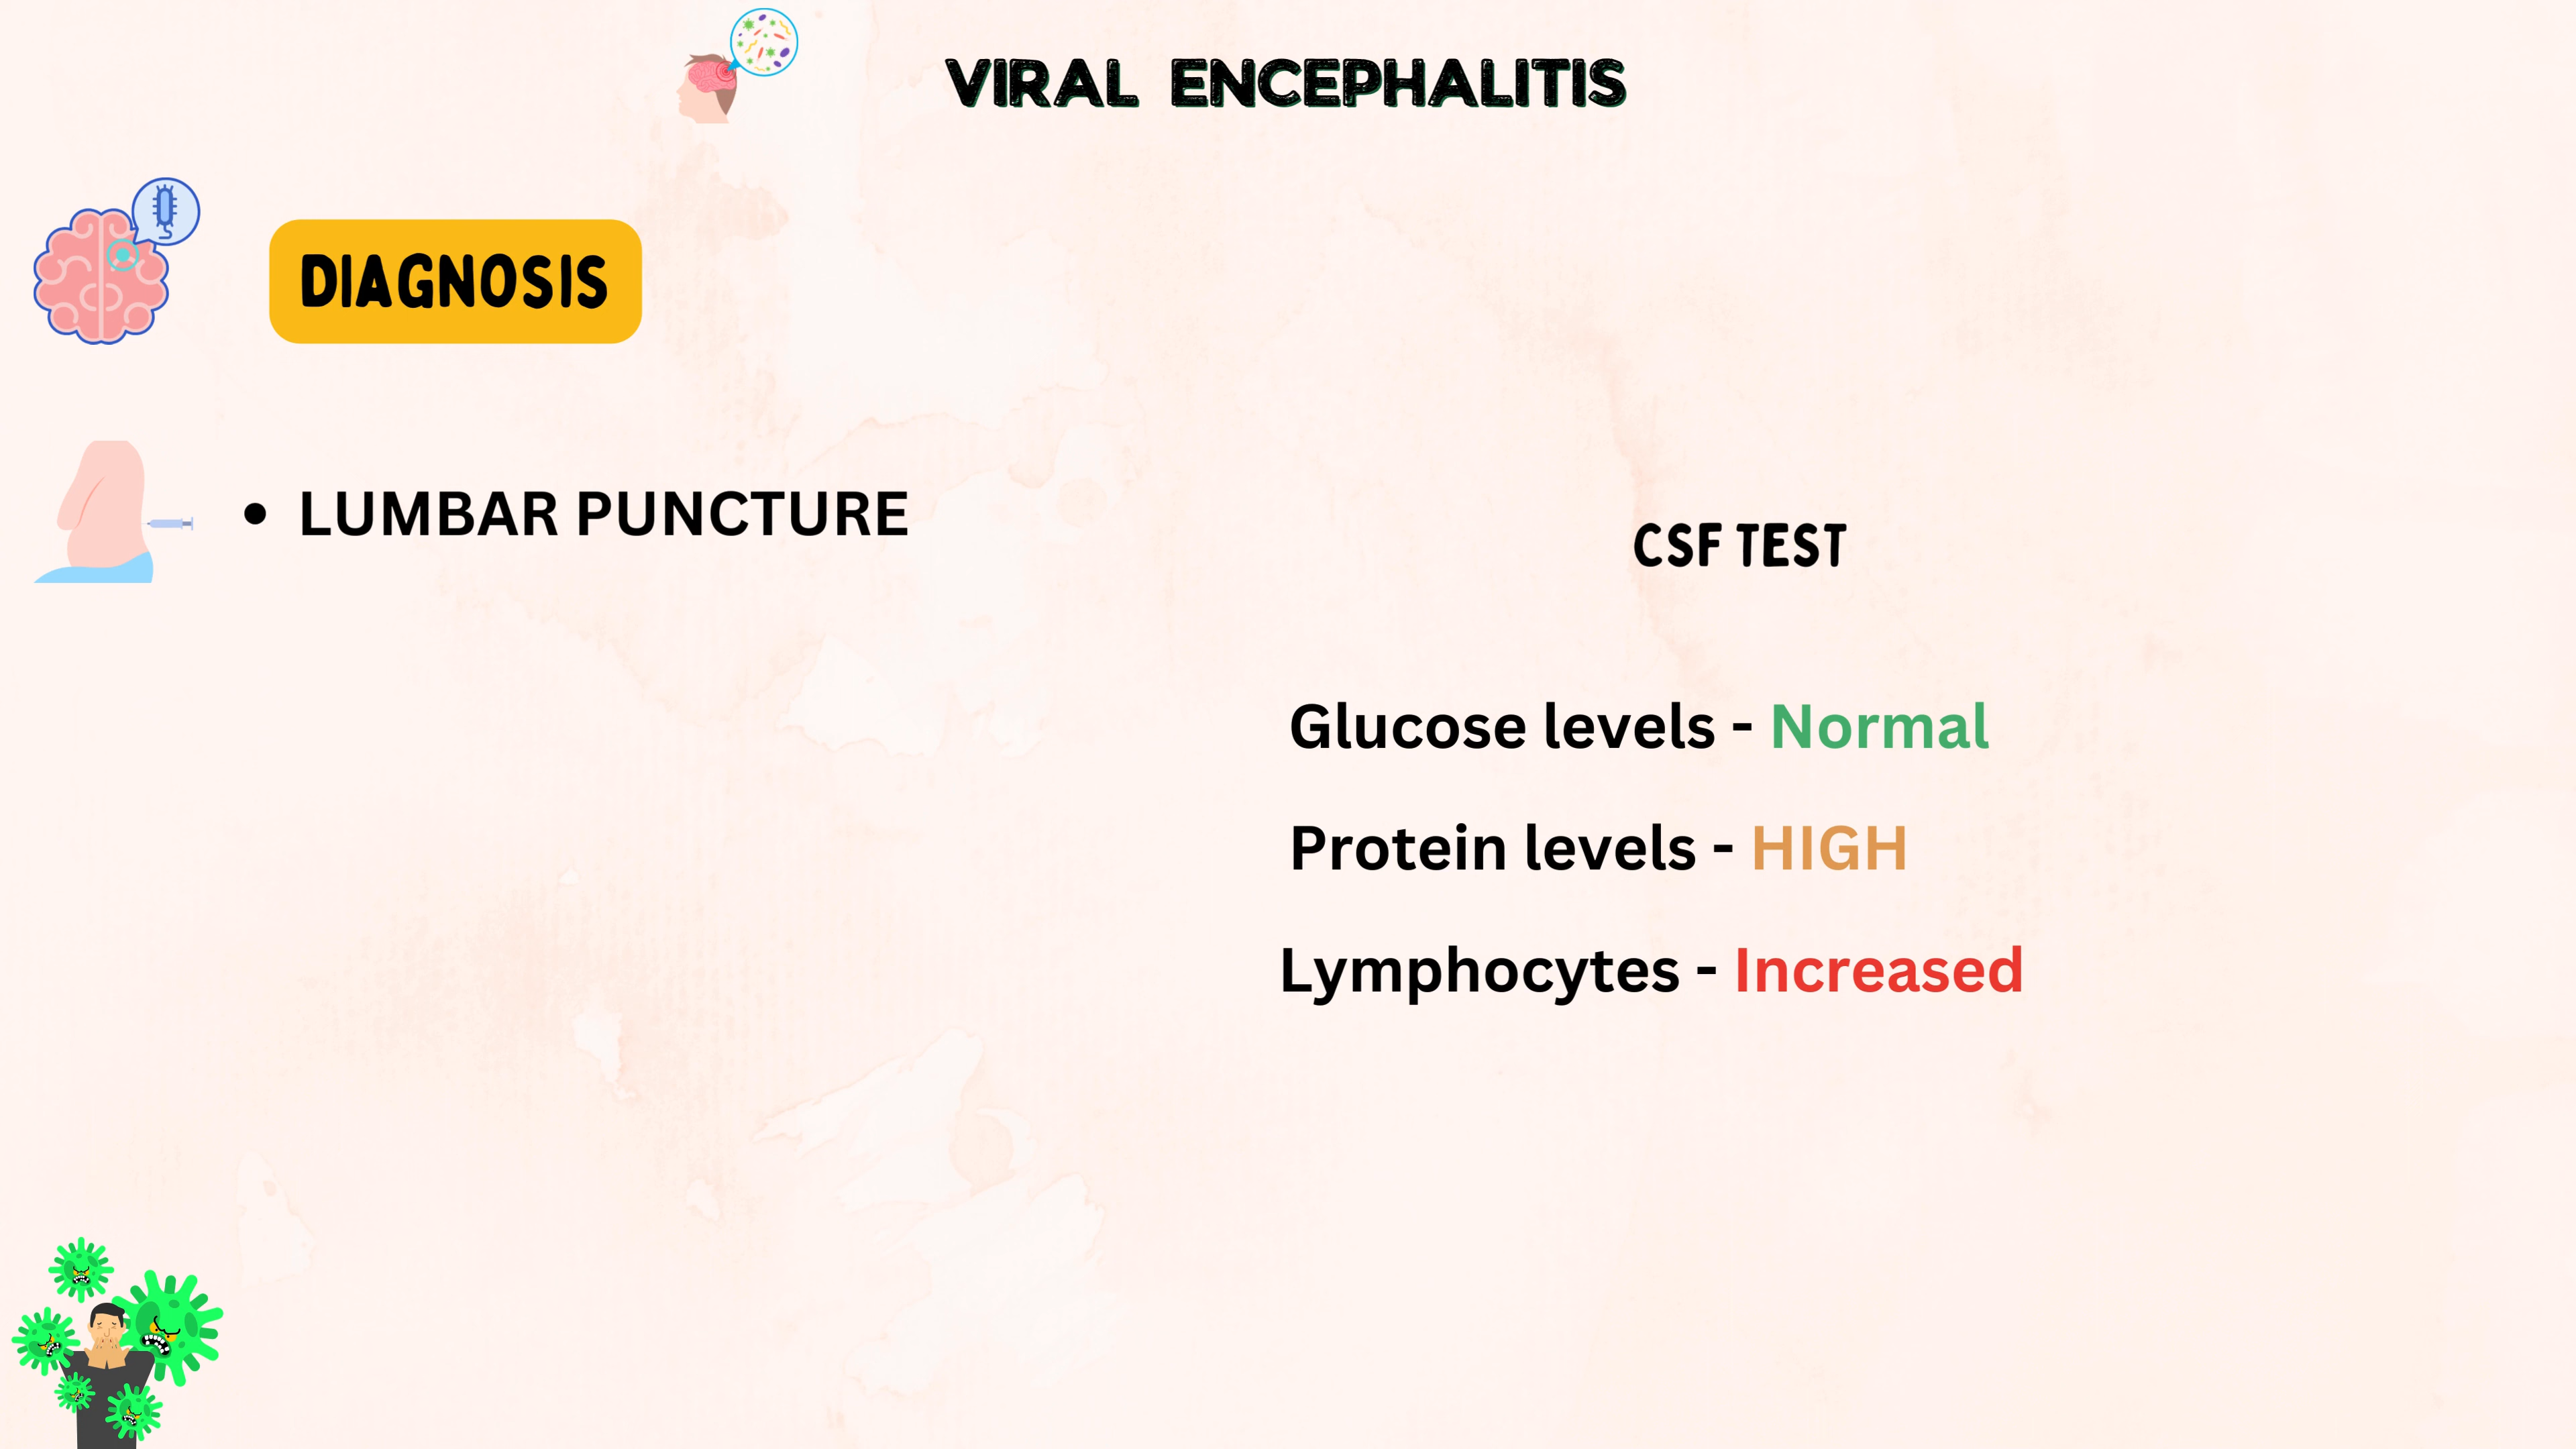 VIRAL ENCEPHALITIS
DIAGNOSIS
• LUMBAR PUNCTURE
CSF TEST
Glucose levels - Normal
Protein levels - HIGH
Lymphocytes - Increased